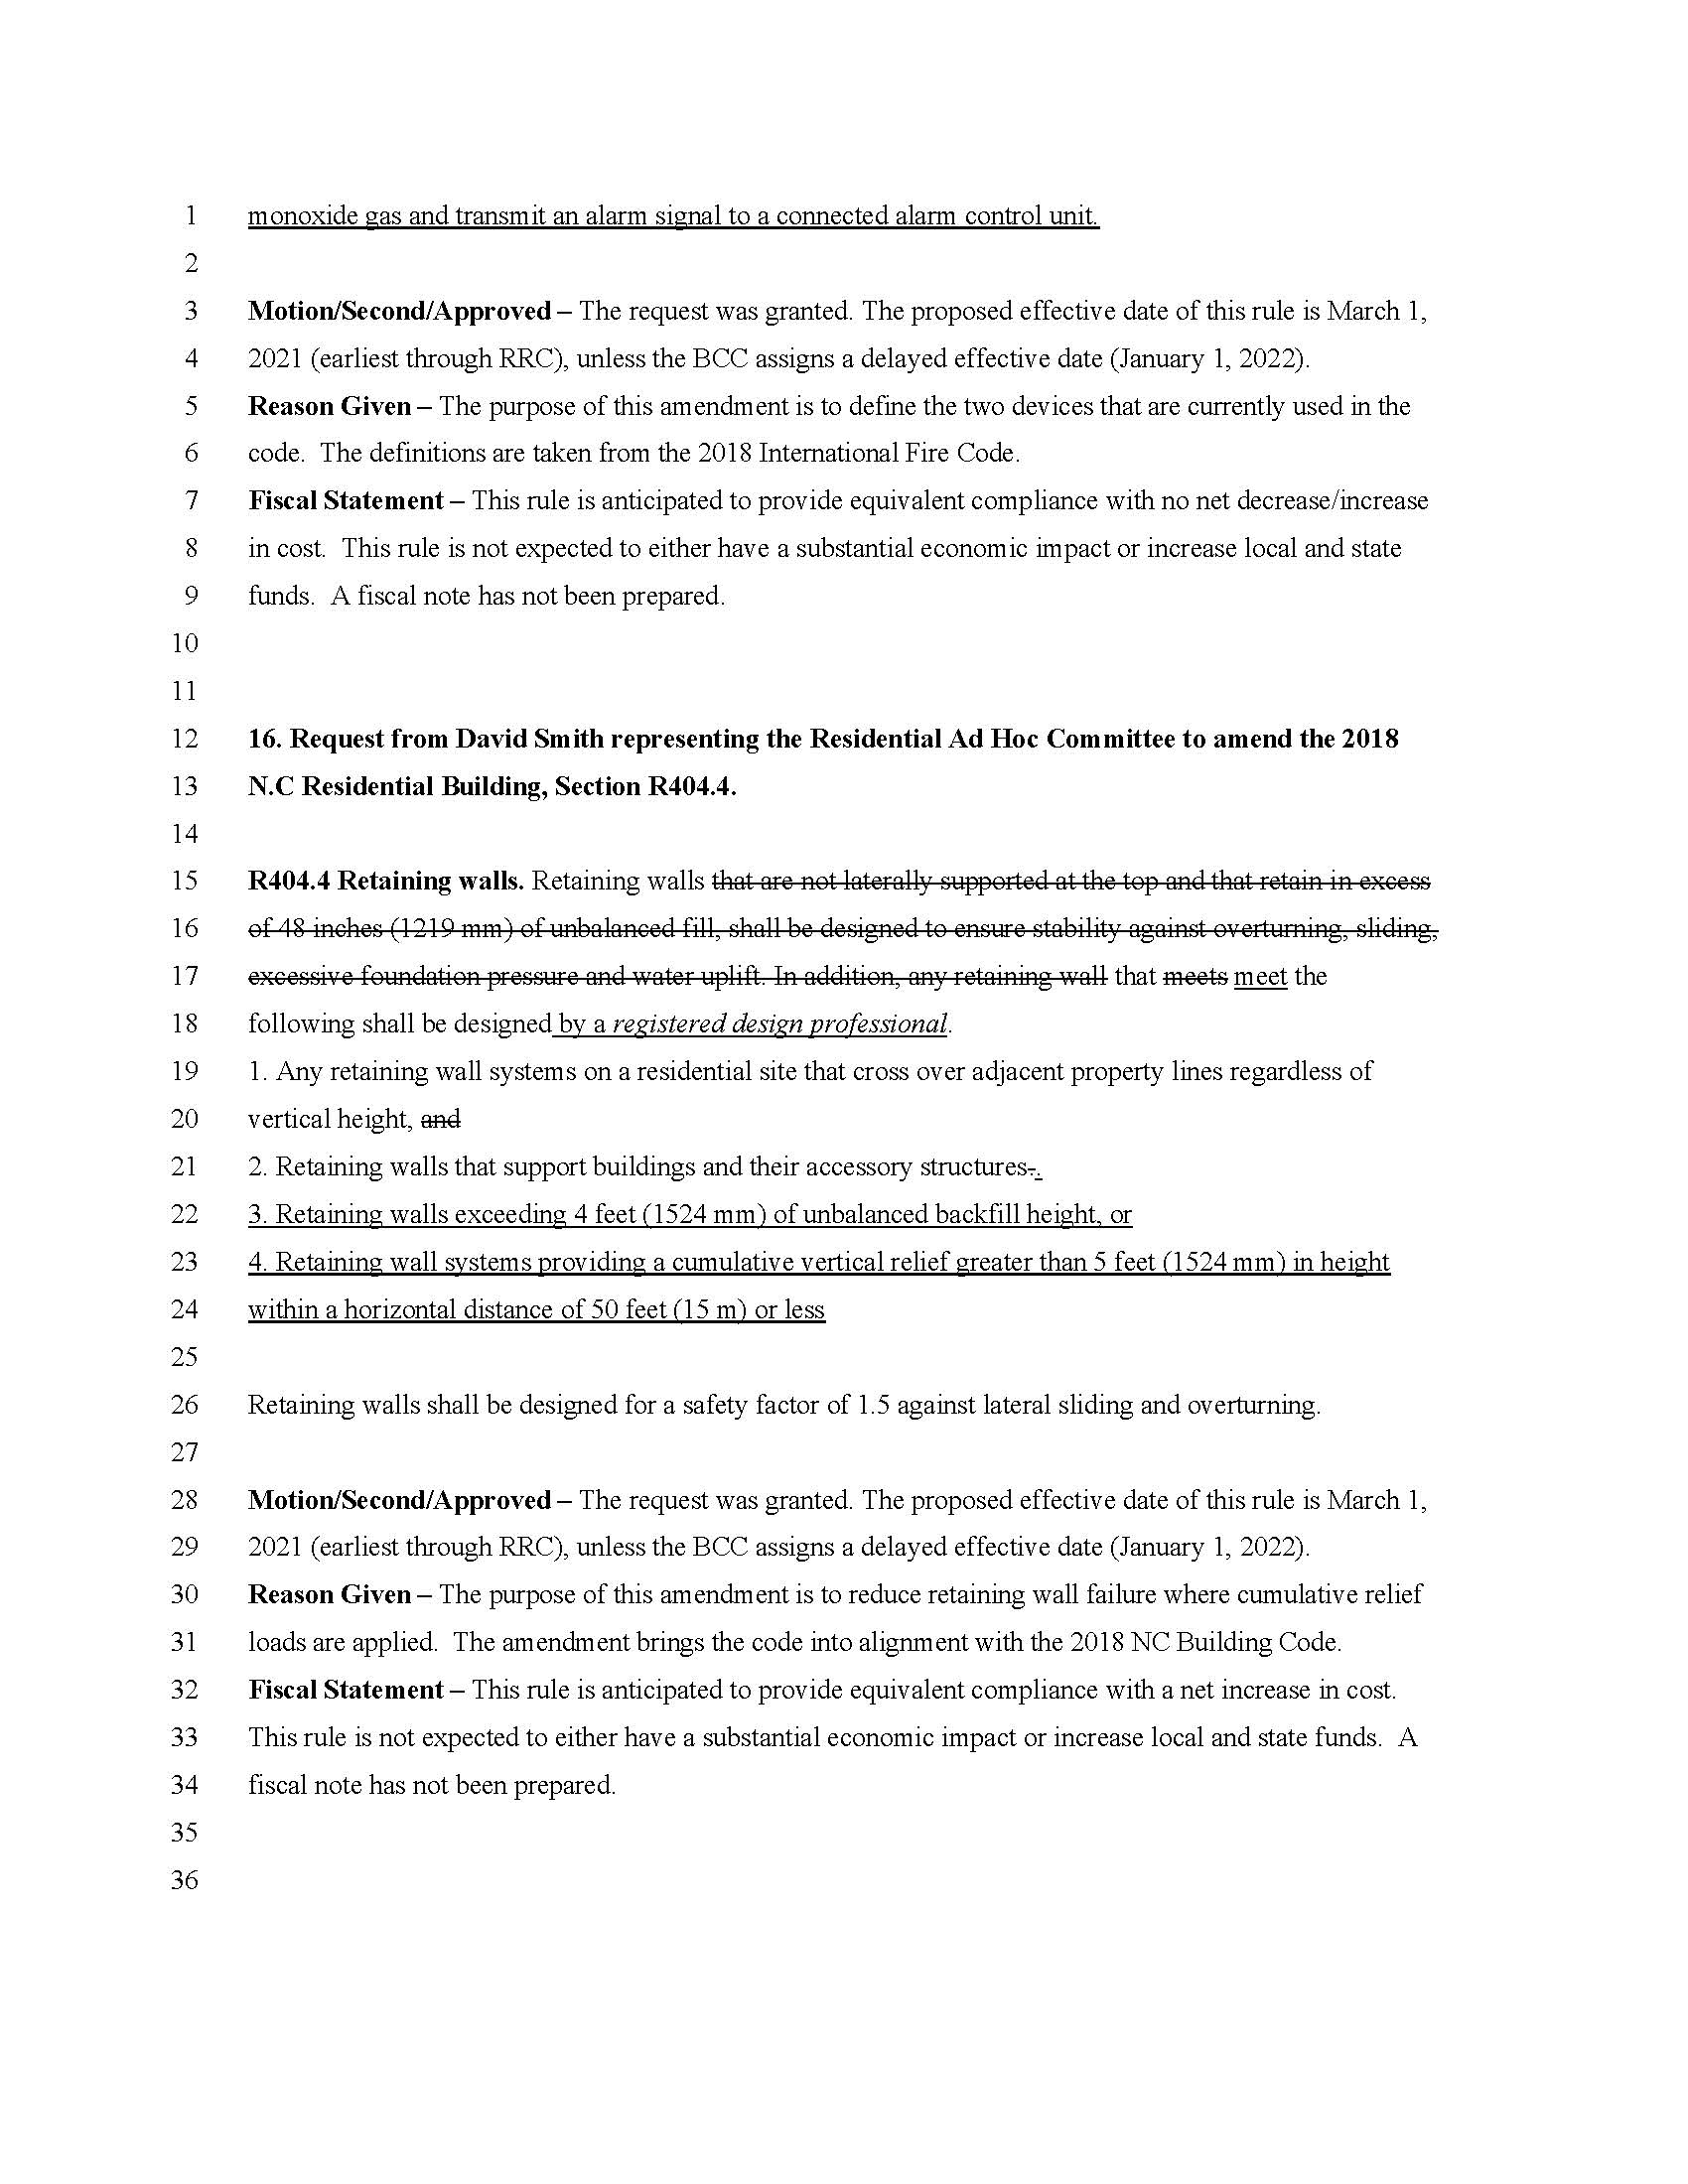 1 monoxide gas and transmit an alarm signal to a connected alarm control unit.
2
3 Motion/Second/Approved – The request was granted. The proposed effective date of this rule is March 1,
4 2021 (earliest through RRC), unless the BCC assigns a delayed effective date (January 1, 2022).
5 Reason Given – The purpose of this amendment is to define the two devices that are currently used in the
6 code.  The definitions are taken from the 2018 International Fire Code.
7 Fiscal Statement – This rule is anticipated to provide equivalent compliance with no net decrease/increase
8 in cost.  This rule is not expected to either have a substantial economic impact or increase local and state
9 funds.  A fiscal note has not been prepared.
10
11
12 16. Request from David Smith representing the Residential Ad Hoc Committee to amend the 2018
13 N.C Residential Building, Section R404.4.
14
15 R404.4 Retaining walls. Retaining walls that are not laterally supported at the top and that retain in excess
16 of 48 inches (1219 mm) of unbalanced fill, shall be designed to ensure stability against overturning, sliding,
17 excessive foundation pressure and water uplift. In addition, any retaining wall that meets meet the
18 following shall be designed by a registered design professional.
19 1. Any retaining wall systems on a residential site that cross over adjacent property lines regardless of
20 vertical height, and
21 2. Retaining walls that support buildings and their accessory structures..
22 3. Retaining walls exceeding 4 feet (1524 mm) of unbalanced backfill height, or
23 4. Retaining wall systems providing a cumulative vertical relief greater than 5 feet (1524 mm) in height
24 within a horizontal distance of 50 feet (15 m) or less
25
26 Retaining walls shall be designed for a safety factor of 1.5 against lateral sliding and overturning.
27
28 Motion/Second/Approved – The request was granted. The proposed effective date of this rule is March 1,
29 2021 (earliest through RRC), unless the BCC assigns a delayed effective date (January 1, 2022).
30 Reason Given – The purpose of this amendment is to reduce retaining wall failure where cumulative relief
31 loads are applied.  The amendment brings the code into alignment with the 2018 NC Building Code.
32 Fiscal Statement – This rule is anticipated to provide equivalent compliance with a net increase in cost.
33 This rule is not expected to either have a substantial economic impact or increase local and state funds.  A
34 fiscal note has not been prepared.
35
36